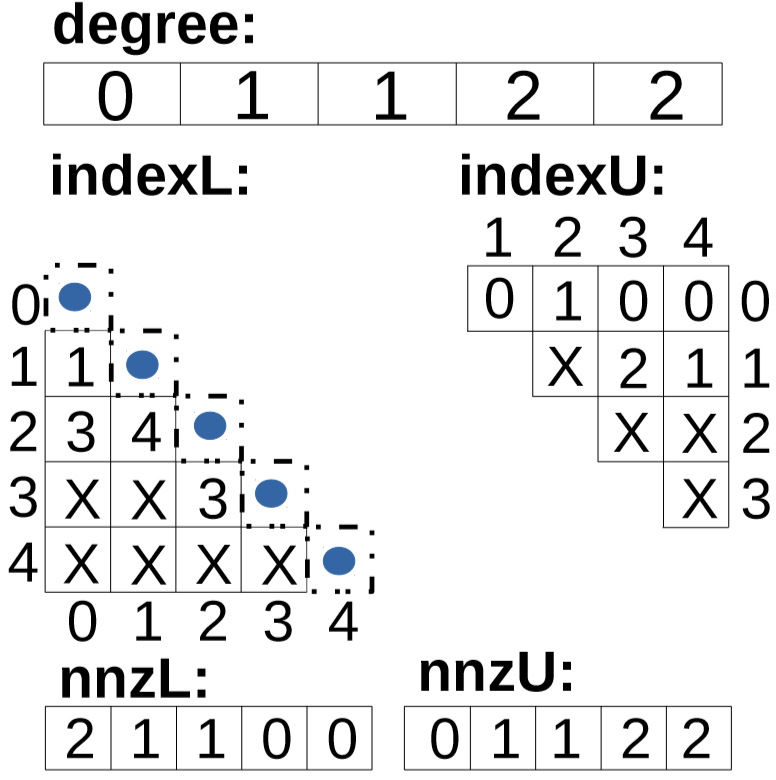 degree:
0 1 1 2 2
indexL: indexU:
1 2 3 4
0 0 1 0 0 0
1 1 X 2 1 1
2 3 4 X X 2
3 X X 3 X 3
4 X X X X
0 1 2 3 4
nnzL: nnzU:
2 1 1 0 0 0 1 1 2 2